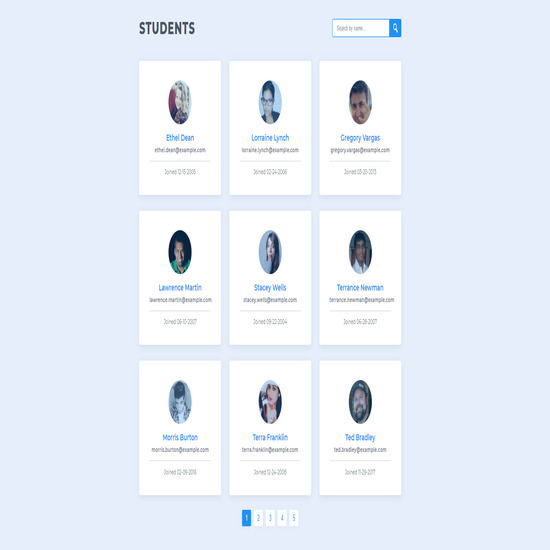 STUDENTS
Search by name...
Ethel Dean
ethel.dean@example.com
Joined 12-15-2005
Lorraine Lynch
lorraine.lynch@example.com
Joined 02-24-2006
Gregory Vargas
gregory.vargas@example.com
Joined 03-20-2013
Lawrence Martin
lawrence.martin@example.com
Joined 06-10-2007
Stacey Wells
stacey.wells@example.com
Joined 09-22-2004
Terrance Newman
terrance.newman@example.com
Joined 06-28-2007
Morris Burton
morris.burton@example.com
Joined 02-09-2016
Terra Franklin
terra.franklin@example.com
Joined 12-24-2006
Ted Bradley
ted.bradley@example.com
Joined 11-29-2017
1 2 3 4 5